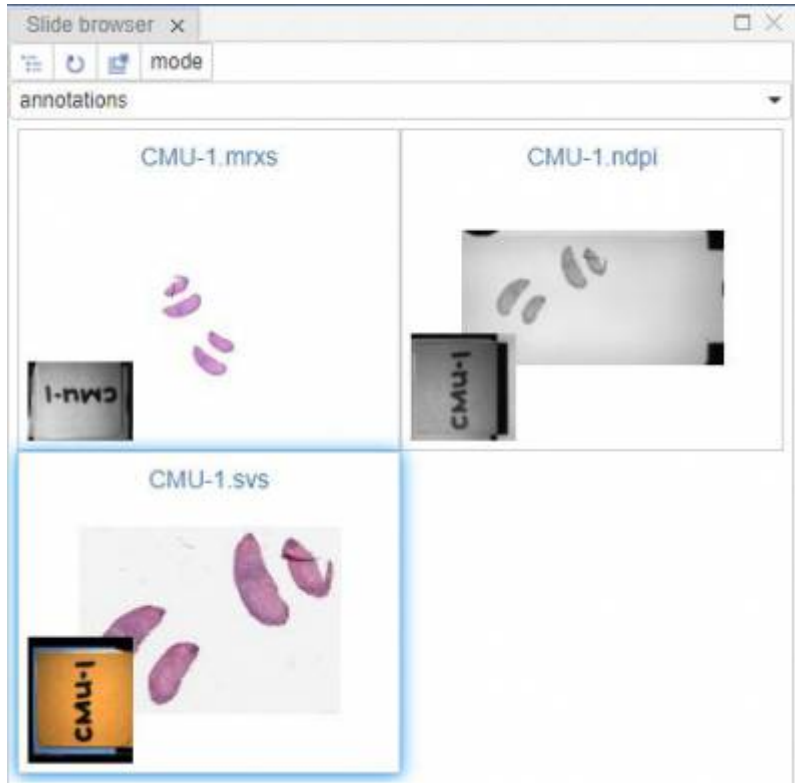 Slide browser
mode
annotations
CMU-1.mrxs
CMU-1.ndpi
CMU-1
CMU-1
CMU-1.svs
CMU-1